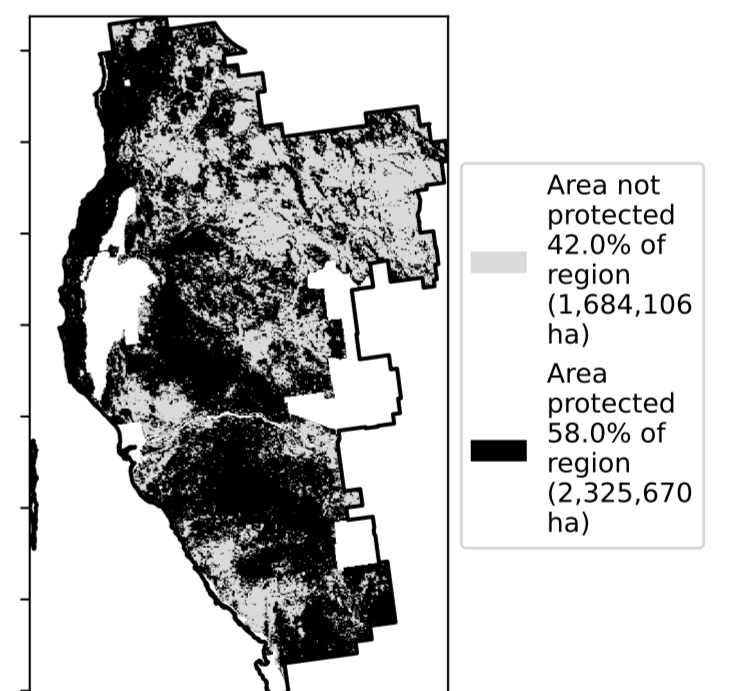 Area not
protected
42.0% of
region
(1,684,106
ha)
Area
protected
58.0% of
region
(2,325,670
ha)